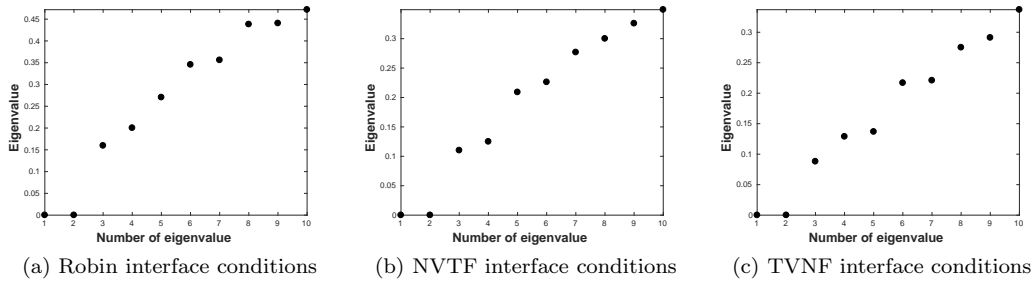 0.45
0.4
0.35
0.3
0.25
0.2
0.15
0.1
0.05
0
Eigenvalue
1 2 3 4 5 6 7 8 9 10
Number of eigenvalue
(a) Robin interface conditions
0.3
0.25
0.2
0.15
0.1
0.05
0
Eigenvalue
1 2 3 4 5 6 7 8 9 10
Number of eigenvalue
(b) NVTF interface conditions
0.3
0.25
0.2
0.15
0.1
0.05
0
Eigenvalue
1 2 3 4 5 6 7 8 9 10
Number of eigenvalue
(c) TVNF interface conditions